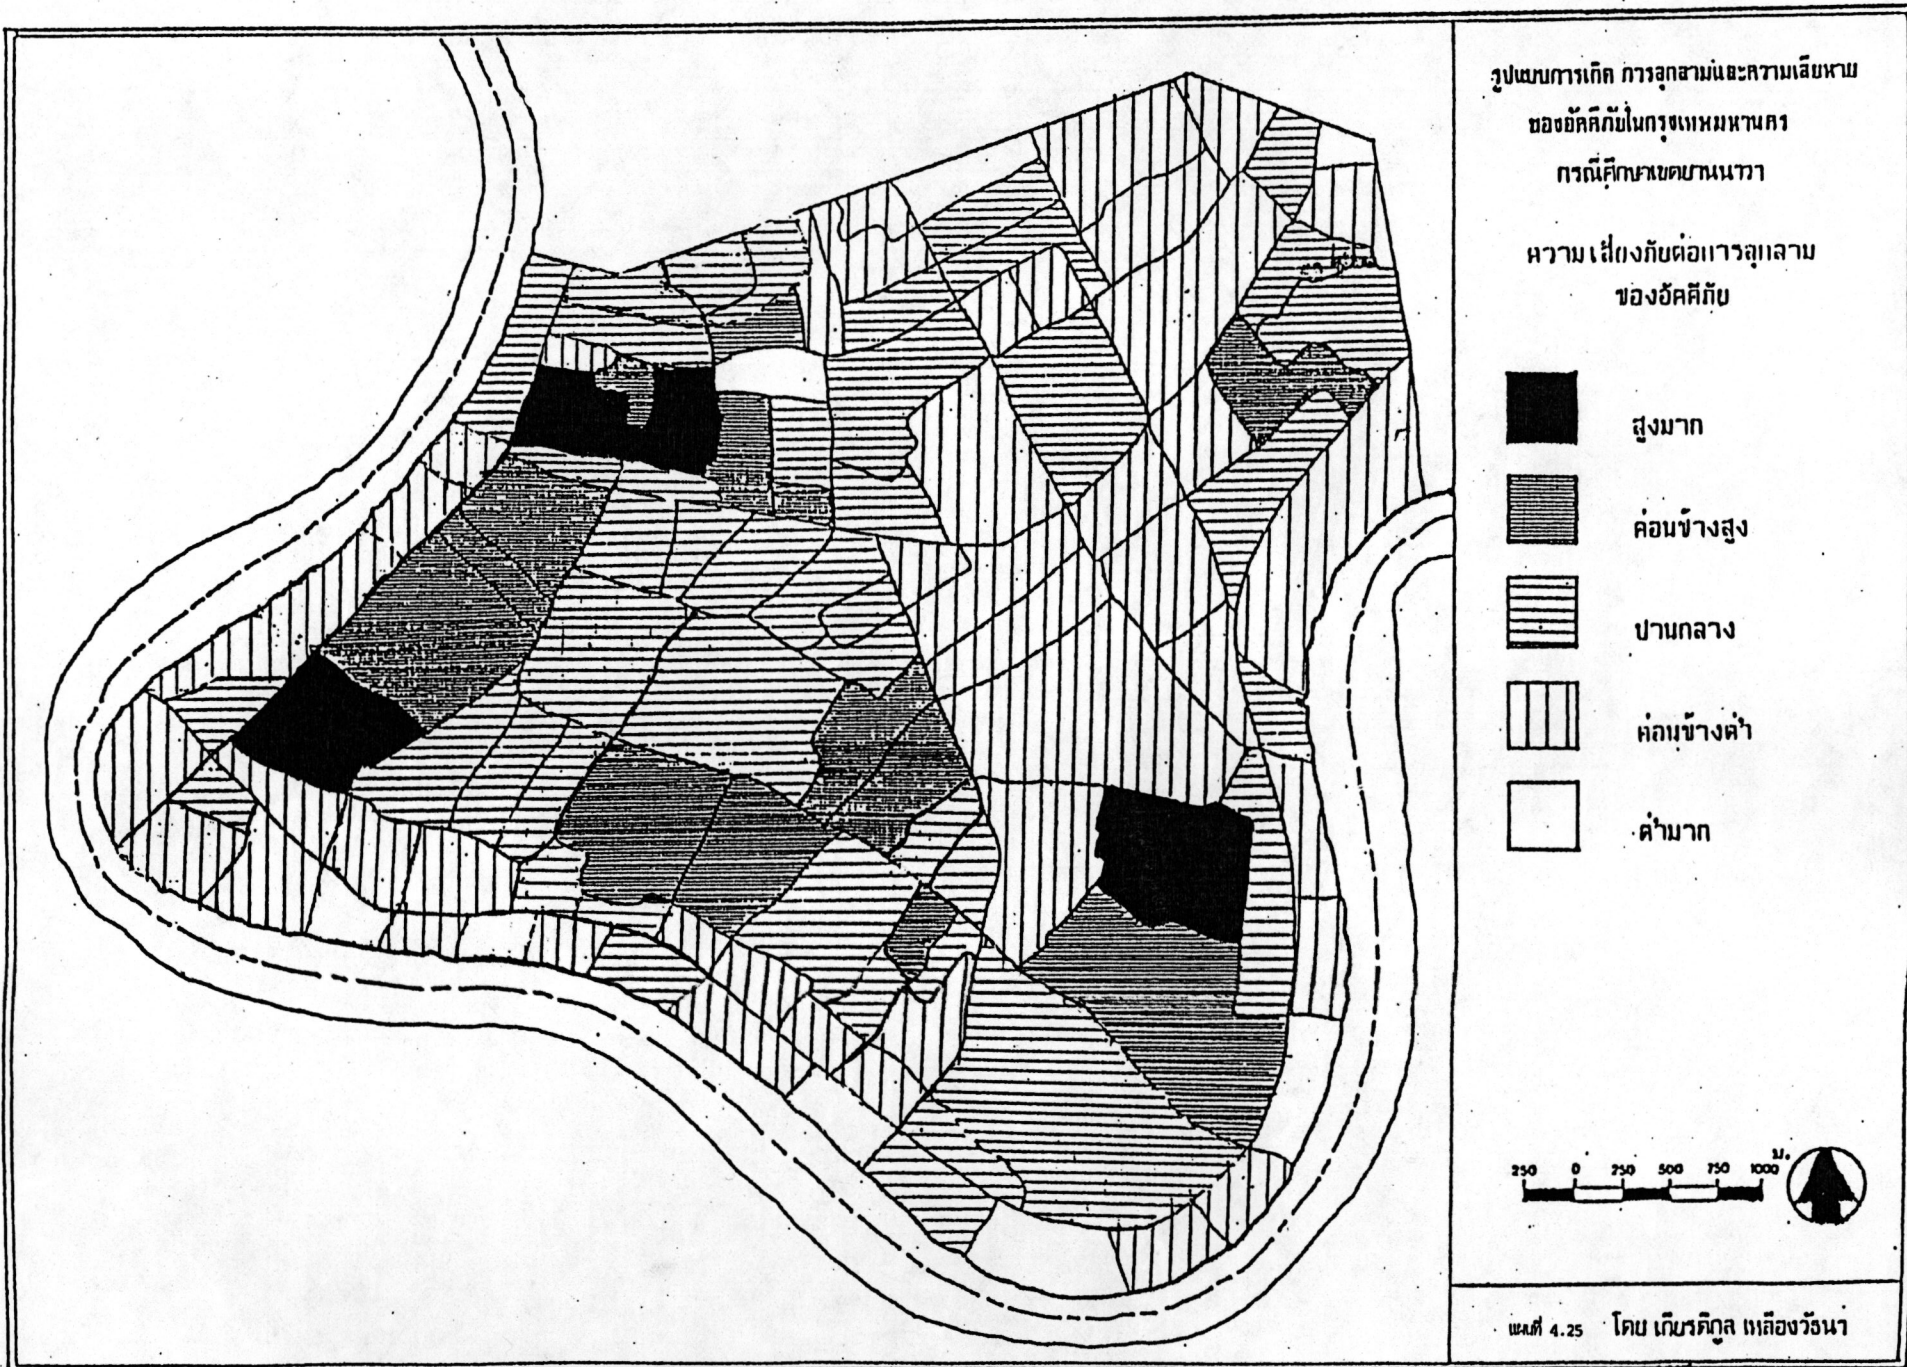 รูปแบบการเกิด การลุกลามและความเสียหาย
ของอัคคีภัยในกรุงเทพมหานคร
กรณีศึกษาเขตยานนาวา
ความเสี่ยงภัยต่อการลุกลาม
ของอัคคีภัย
สูงมาก
ค่อนข้างสูง
ปานกลาง
ค่อนข้างต่ำ
ต่ำมาก
250 0 250 500 750 1000 ม.
แผนที่ 4.25 โดย เกียรติกูล เหลืองวัธนา